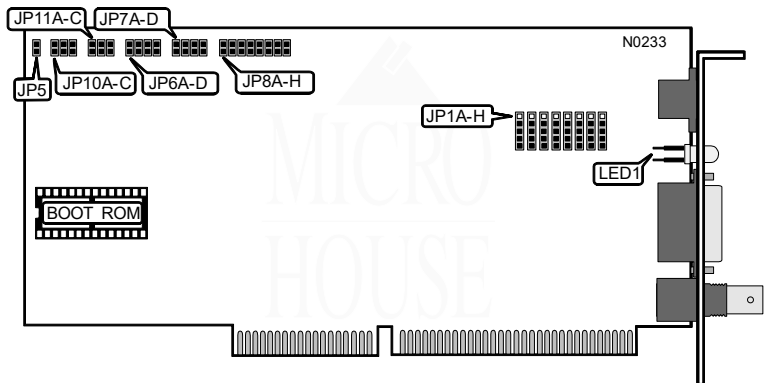 JP11A-C
JP7A-D
N0233
JP5
JP10A-C
JP6A-D
JP8A-H
JP1A-H
LED1
BOOT ROM
MICRO
HOUSE